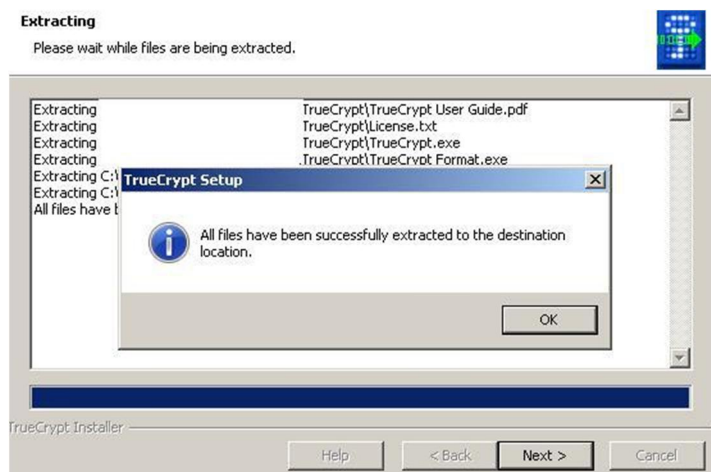 Extracting
Please wait while files are being extracted.
Extracting TrueCrypt\TrueCrypt User Guide.pdf
Extracting TrueCrypt\License.txt
Extracting TrueCrypt\TrueCrypt.exe
Extracting .TrueCrypt\TrueCrypt Format.exe
Extracting C:\
Extracting C:\
All files have b
TrueCrypt Setup
All files have been successfully extracted to the destination
location.
OK
TrueCrypt Installer
Help < Back Next > Cancel